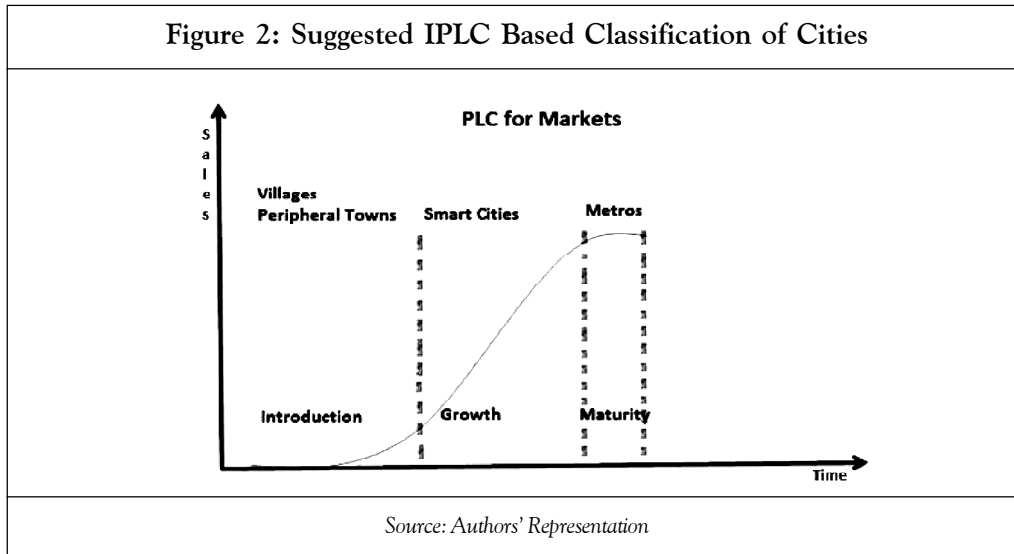 Figure 2: Suggested IPLC Based Classification of Cities
PLC for Markets
Sales
Villages
Peripheral Towns
Smart Cities
Metros
Introduction
Growth
Maturity
Time
Source: Authors' Representation